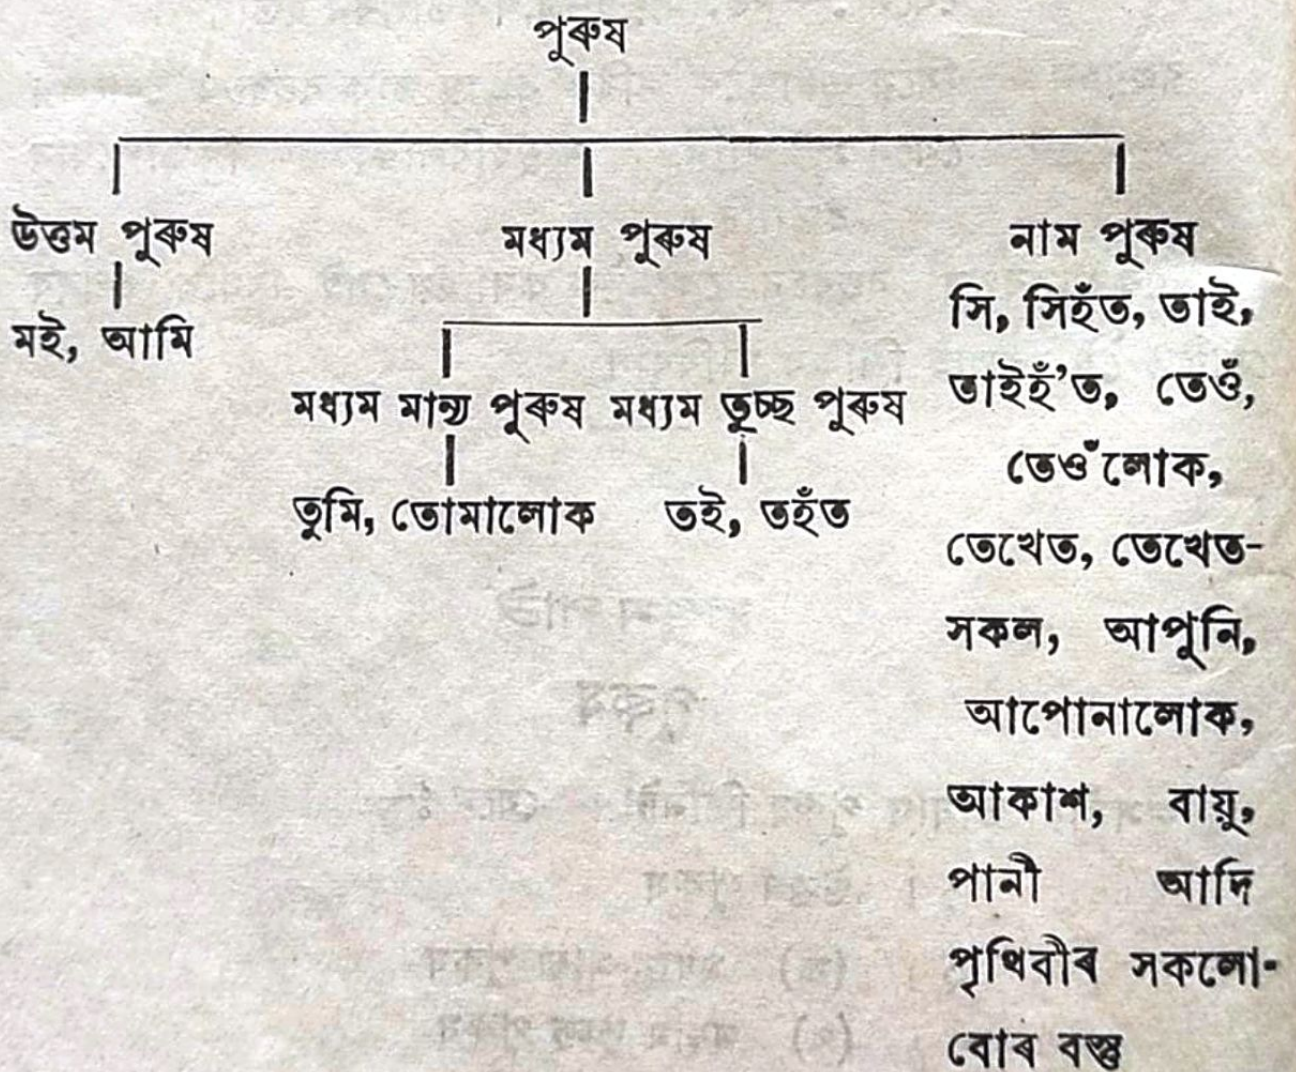 পুৰুষ
উত্তম পুৰুষ
মই, আমি
মধ্যম পুৰুষ
মধ্যম মান্য পুৰুষ
তুমি, তোমালোক
মধ্যম তুচ্ছ পুৰুষ
তই, তহঁত
নাম পুৰুষ
সি, সিহঁত, তাই,
তাইহঁ’ত, তেওঁ,
তেওঁলোক,
তেখেত, তেখেত-
সকল, আপুনি,
আপোনালোক,
আকাশ, বায়ু,
পানী আদি
পৃথিবীৰ সকলো-
বোৰ বস্তু